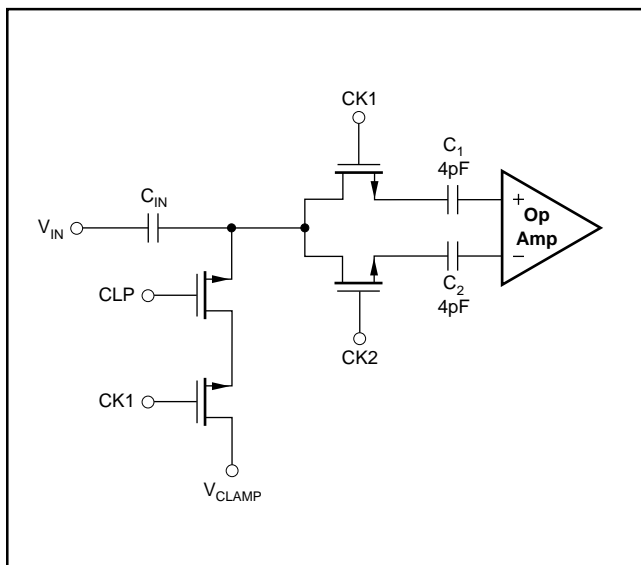 CK1
C1
4pF
CIN
VIN
+
Op
Amp
−
CLP
C2
4pF
CK2
CK1
VCLAMP